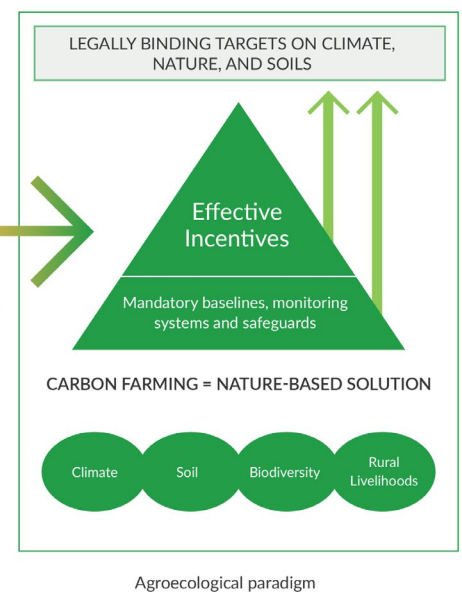 LEGALLY BINDING TARGETS ON CLIMATE,
NATURE, AND SOILS
Effective
Incentives
Mandatory baselines, monitoring
systems and safeguards
CARBON FARMING = NATURE-BASED SOLUTION
Climate
Soil
Biodiversity
Rural
Livelihoods
Agroecological paradigm